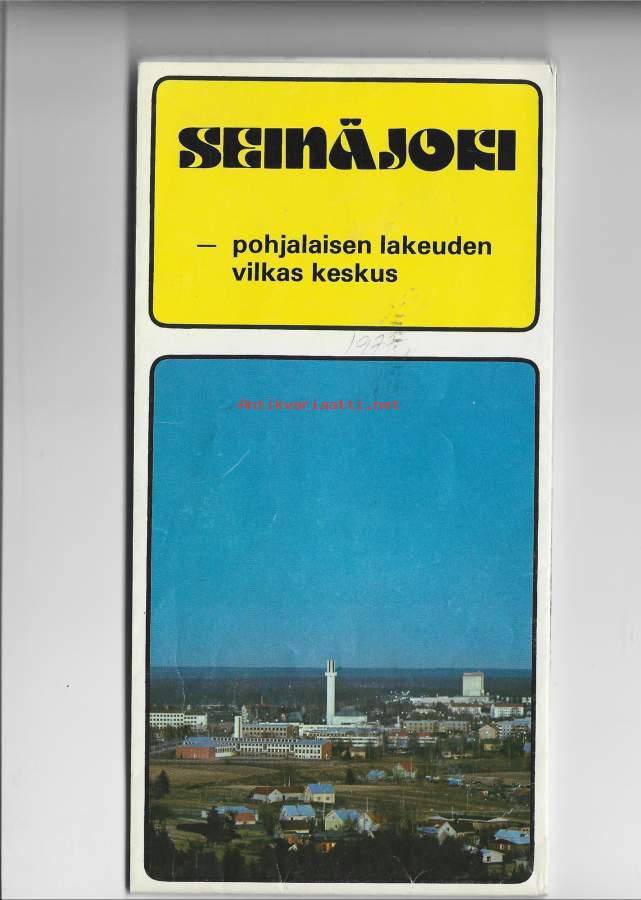 SEINÄJOKI
— pohjalaisen lakeuden
vilkas keskus
Antikvariaatti.net